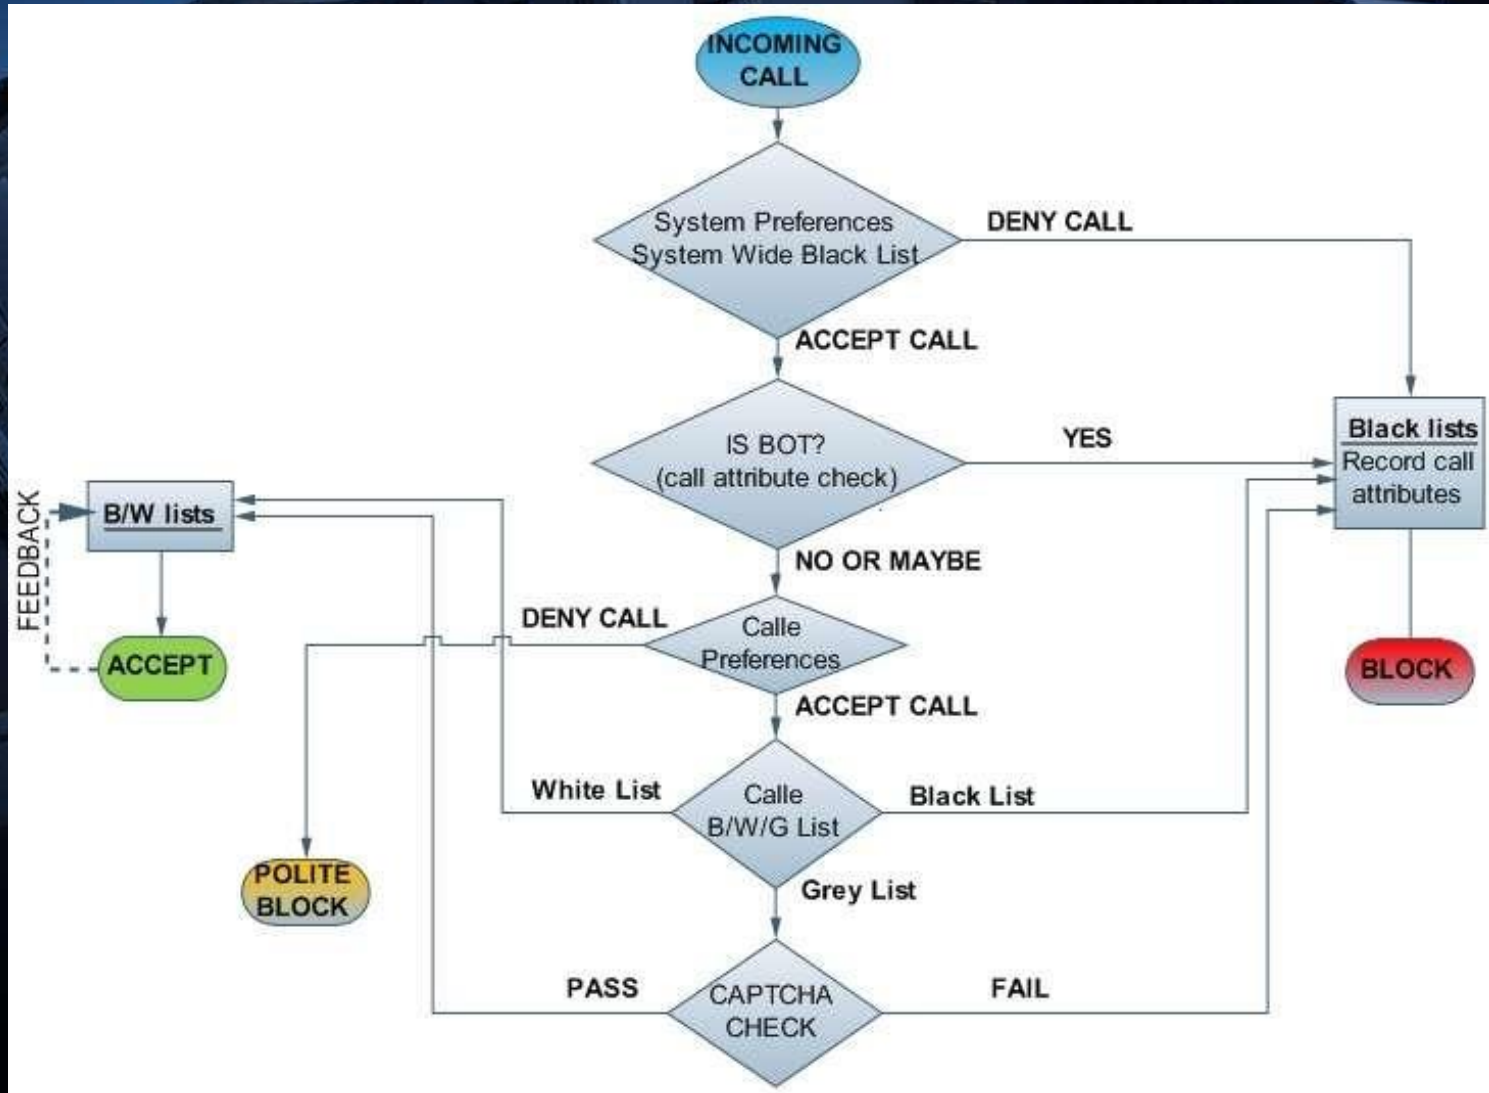 INCOMING
CALL
System Preferences
System Wide Black List
DENY CALL
ACCEPT CALL
IS BOT?
(call attribute check)
YES
Black lists
Record call
attributes
B/W lists
FEEDBACK
NO OR MAYBE
DENY CALL
Calle
Preferences
ACCEPT
BLOCK
ACCEPT CALL
White List
Calle
B/W/G List
Black List
POLITE
BLOCK
Grey List
PASS
CAPTCHA
CHECK
FAIL